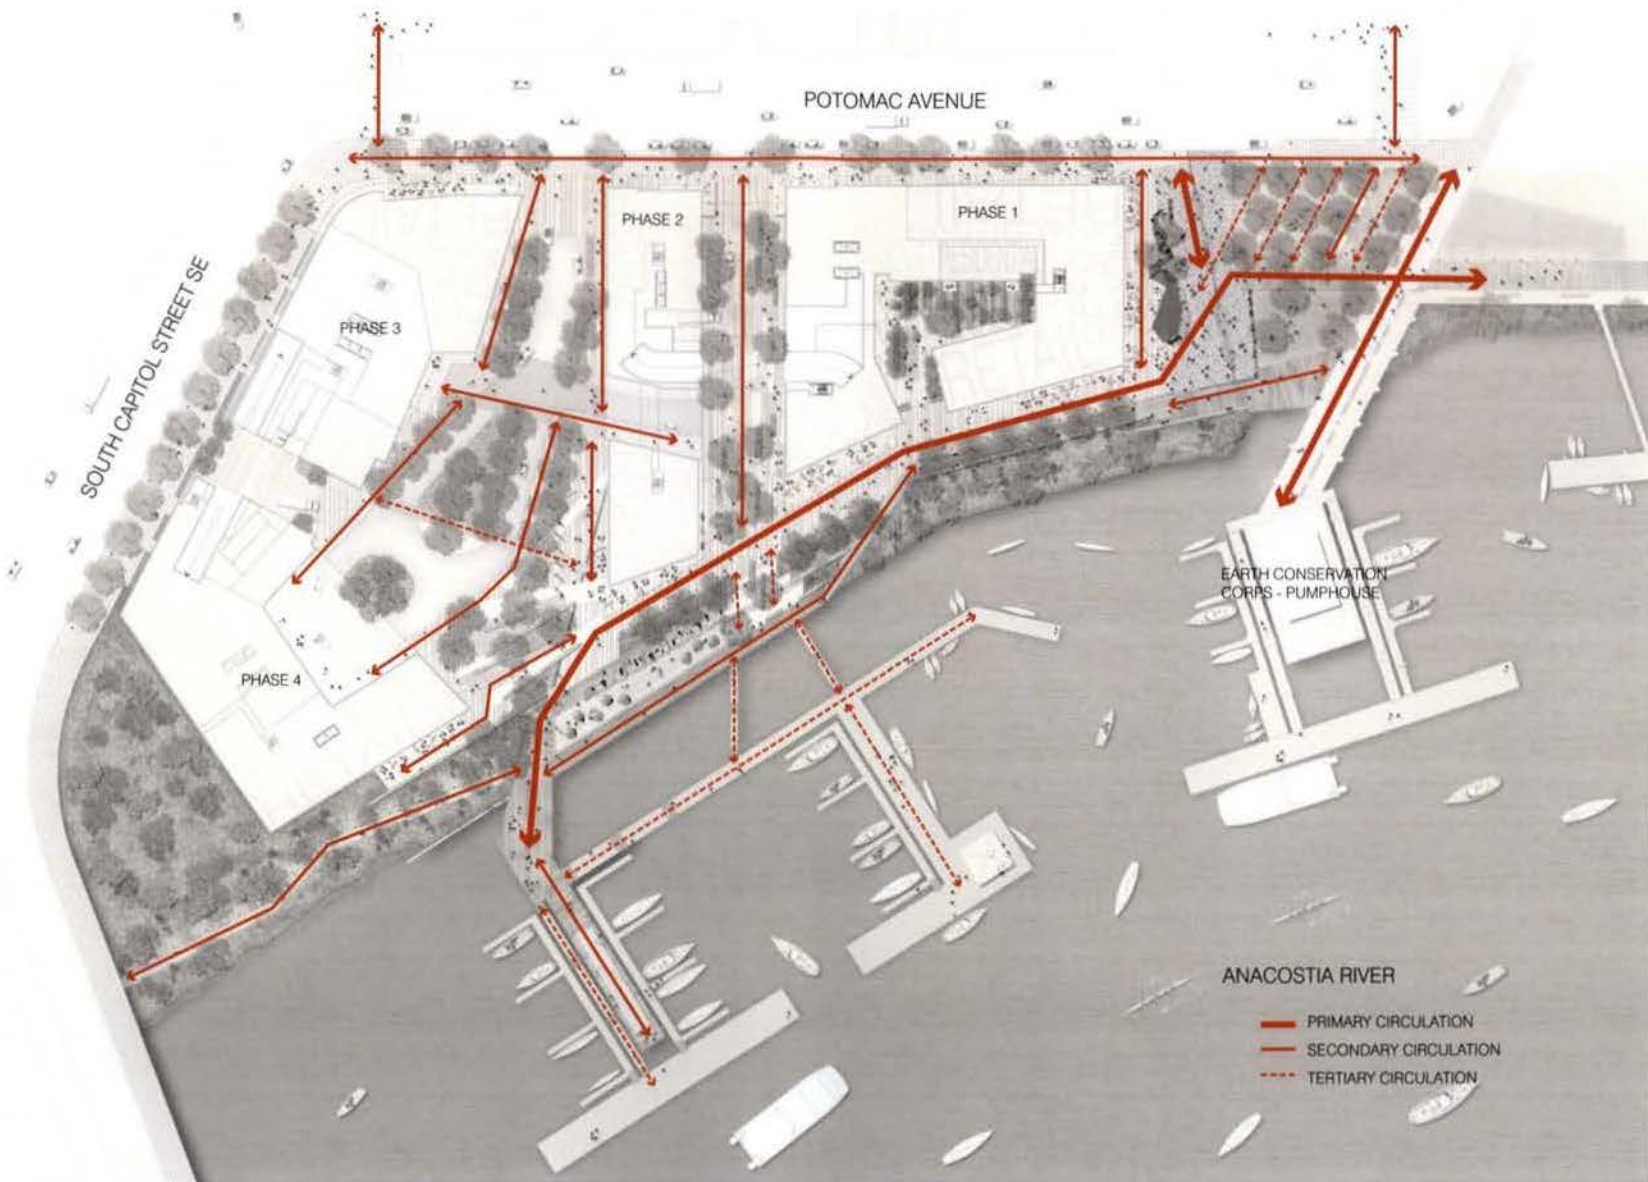 POTOMAC AVENUE
PHASE 2
PHASE 1
PHASE 3
SOUTH CAPITOL STREET SE
PHASE 4
EARTH CONSERVATION
CORPS - PUMPHOUSE
ANACOSTIA RIVER
PRIMARY CIRCULATION
SECONDARY CIRCULATION
TERTIARY CIRCULATION